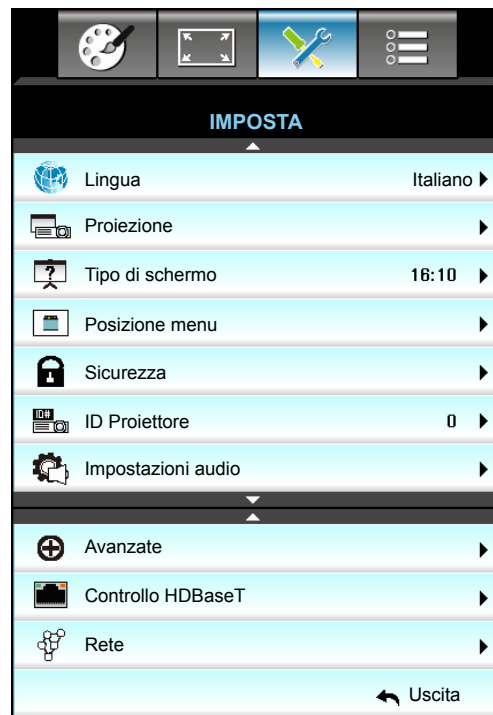 IMPOSTA
Lingua Italiano
Proiezione
Tipo di schermo 16:10
Posizione menu
Sicurezza
ID# ID Proiettore 0
Impostazioni audio
Avanzate
Controllo HDBaseT
Rete
Uscita